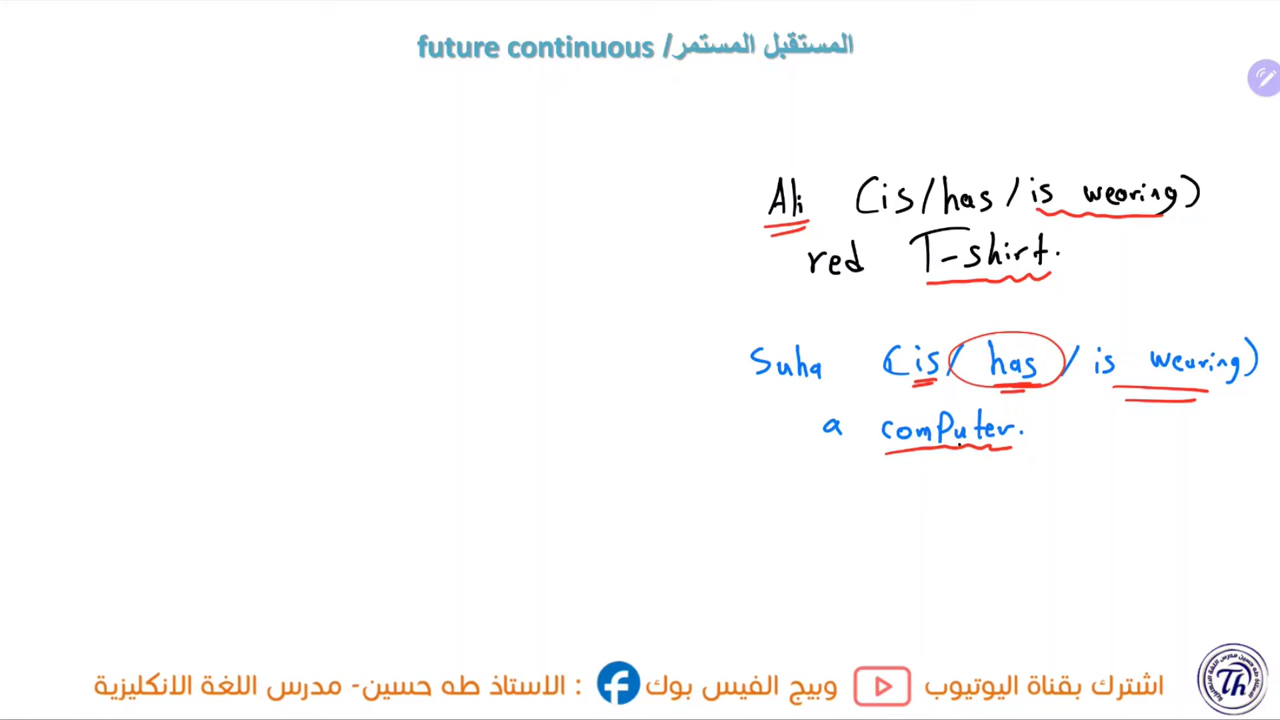 future continuous /المستقبل المستمر
Ali (is/has/is wearing)
red T-shirt.
Suha (is/has/is wearing)
a computer.
اشترك بقناة اليوتيوب وبيج الفيس بوك : الاستاذ طه حسين- مدرس اللغة الانكليزية
Th